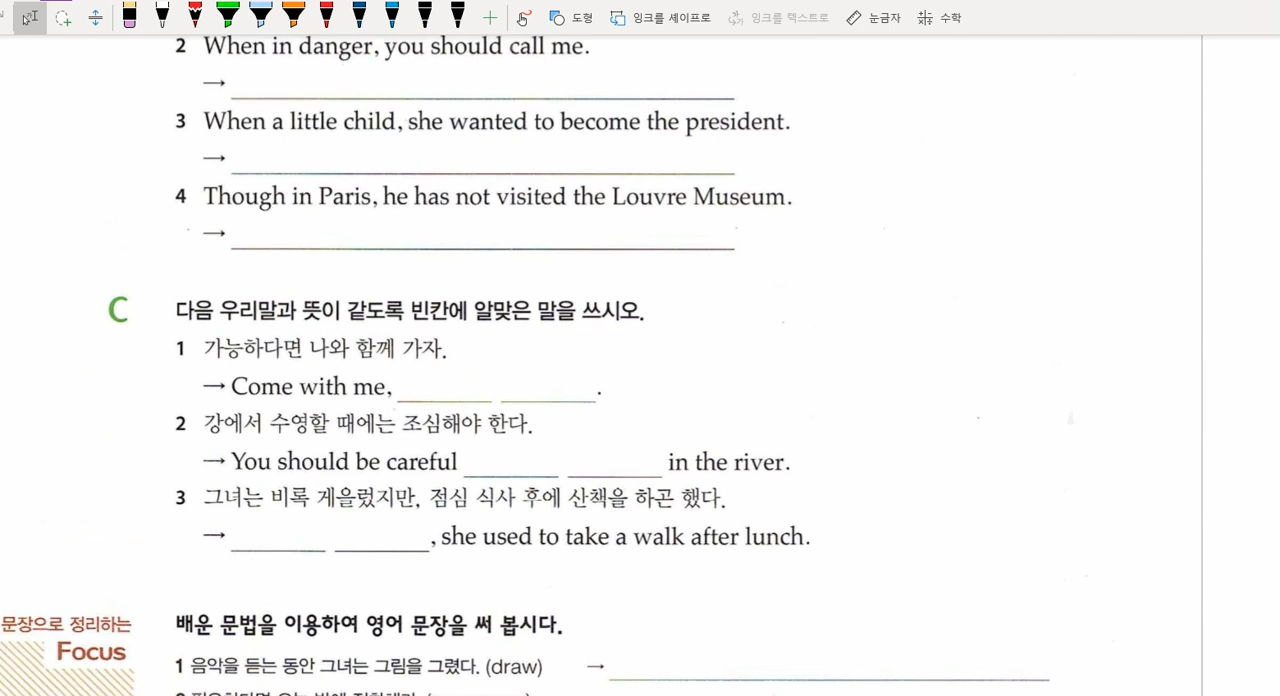 도형 잉크를 셰이프로 잉크를 텍스트로 눈금자 수학
2 When in danger, you should call me.
→
3 When a little child, she wanted to become the president.
→
4 Though in Paris, he has not visited the Louvre Museum.
→
C 다음 우리말과 뜻이 같도록 빈칸에 알맞은 말을 쓰시오.
1 가능하다면 나와 함께 가자.
→ Come with me, ________ ________.
2 강에서 수영할 때에는 조심해야 한다.
→ You should be careful ________ ________ in the river.
3 그녀는 비록 게을렀지만, 점심 식사 후에 산책을 하곤 했다.
→ ________ ________, she used to take a walk after lunch.
문장으로 정리하는
Focus
배운 문법을 이용하여 영어 문장을 써 봅시다.
1 음악을 듣는 동안 그녀는 그림을 그렸다. (draw) →